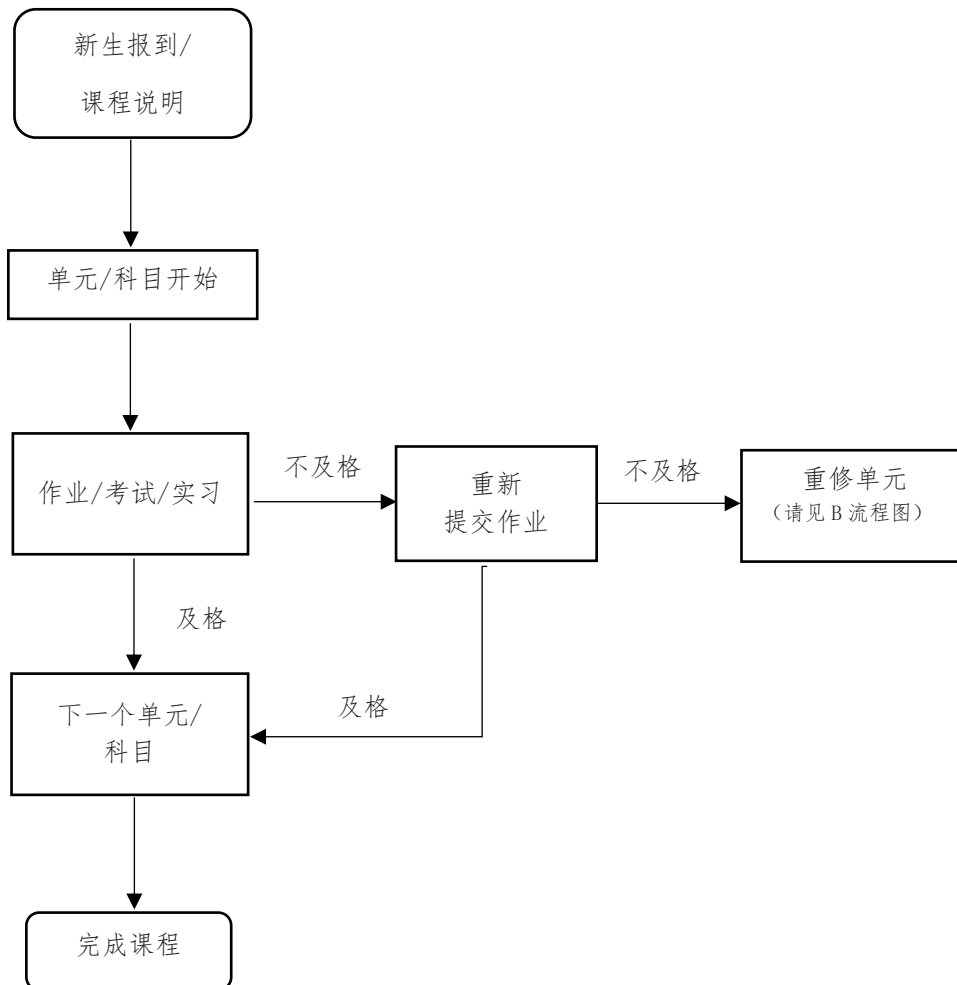 新生报到/
课程说明
单元/科目开始
作业/考试/实习
不及格
重新
提交作业
不及格
重修单元
（请见 B 流程图）
及格
下一个单元/
科目
及格
完成课程